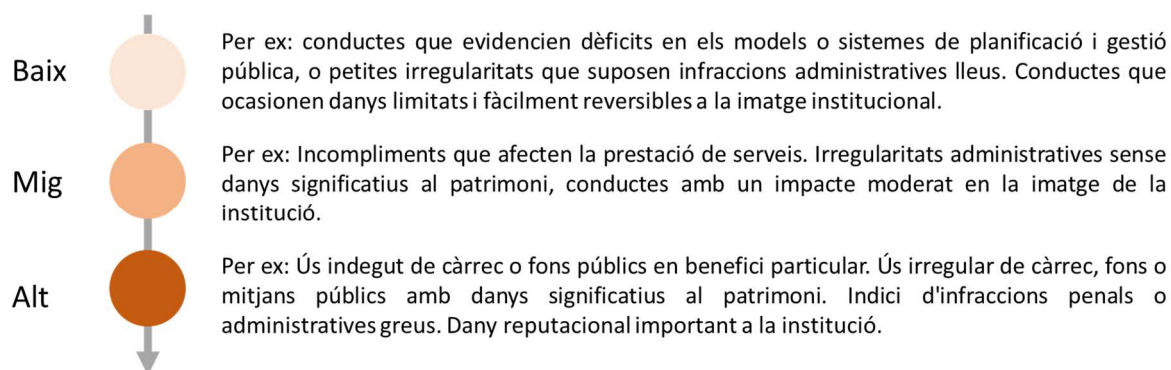 Baix
Per ex: conductes que evidencien dèficits en els models o sistemes de planificació i gestió
pública, o petites irregularitats que suposen infraccions administratives lleus. Conductes que
ocasionen danys limitats i fàcilment reversibles a la imatge institucional.
Mig
Per ex: Incompliments que afecten la prestació de serveis. Irregularitats administratives sense
danys significatius al patrimoni, conductes amb un impacte moderat en la imatge de la
institució.
Alt
Per ex: Ús indegut de càrrec o fons públics en benefici particular. Ús irregular de càrrec, fons o
mitjans públics amb danys significatius al patrimoni. Indici d'infraccions penals o
administratives greus. Dany reputacional important a la institució.